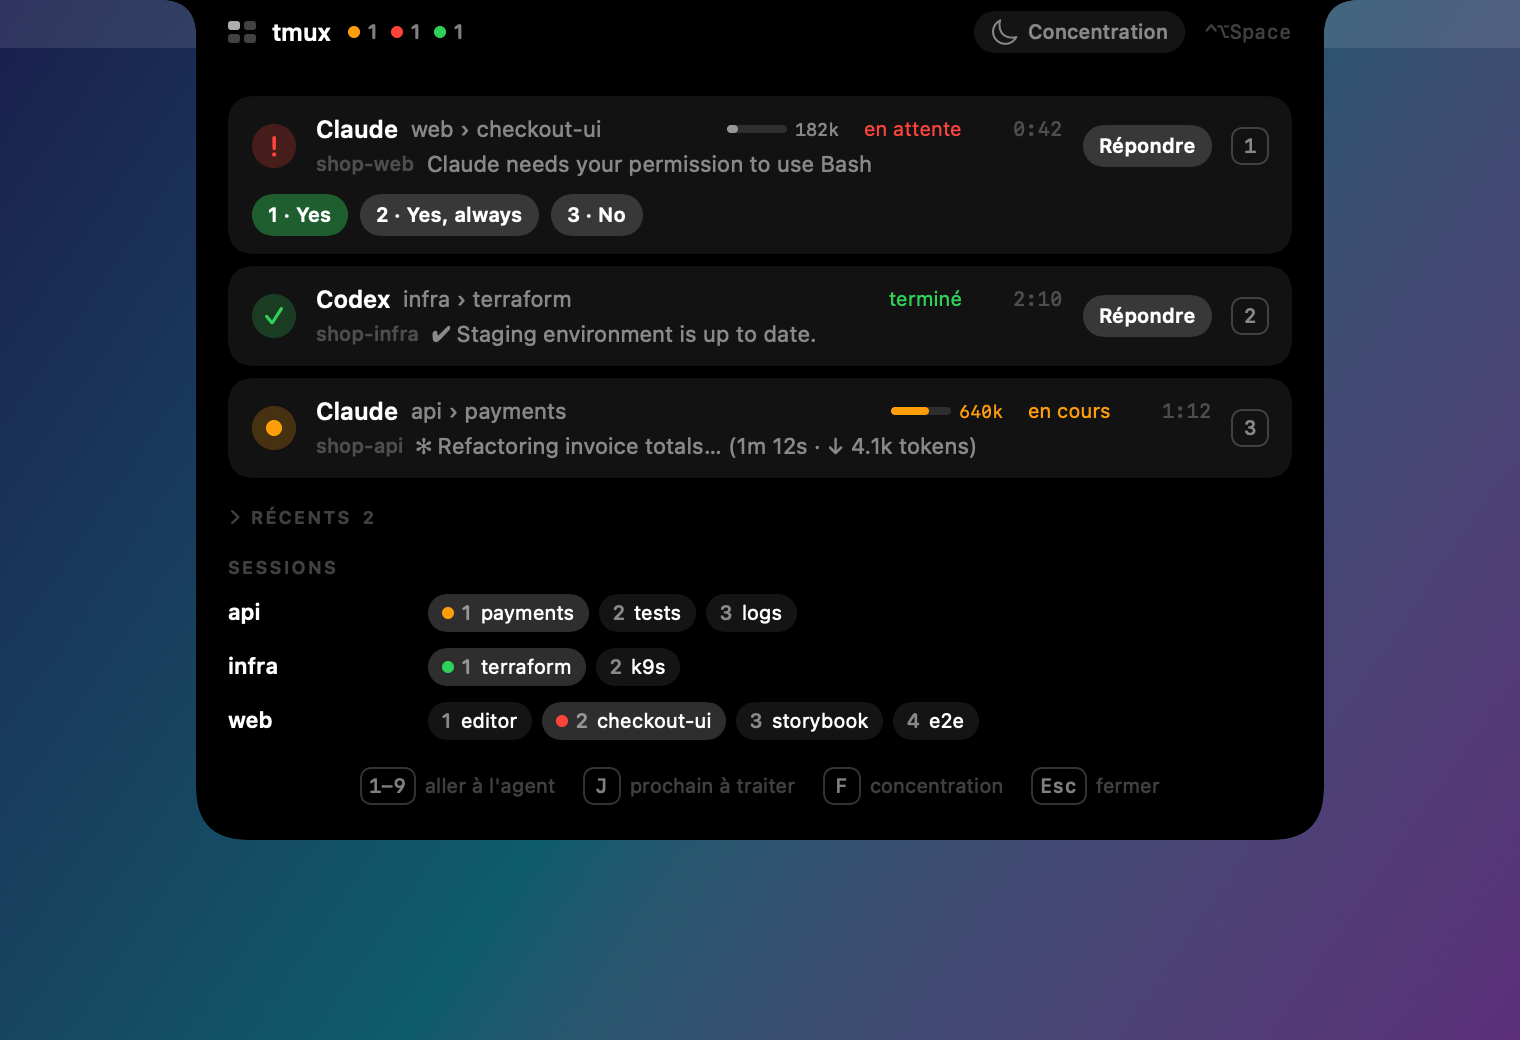 tmux 1 1 1 Concentration ^⌥Space
Claude web › checkout-ui 182k en attente 0:42 Répondre 1
shop-web Claude needs your permission to use Bash
1 · Yes 2 · Yes, always 3 · No
Codex infra › terraform terminé 2:10 Répondre 2
shop-infra ✔ Staging environment is up to date.
Claude api › payments 640k en cours 1:12 3
shop-api ✻ Refactoring invoice totals… (1m 12s · ↓ 4.1k tokens)
RÉCENTS 2
SESSIONS
api 1 payments 2 tests 3 logs
infra 1 terraform 2 k9s
web 1 editor 2 checkout-ui 3 storybook 4 e2e
1–9 aller à l'agent J prochain à traiter F concentration Esc fermer